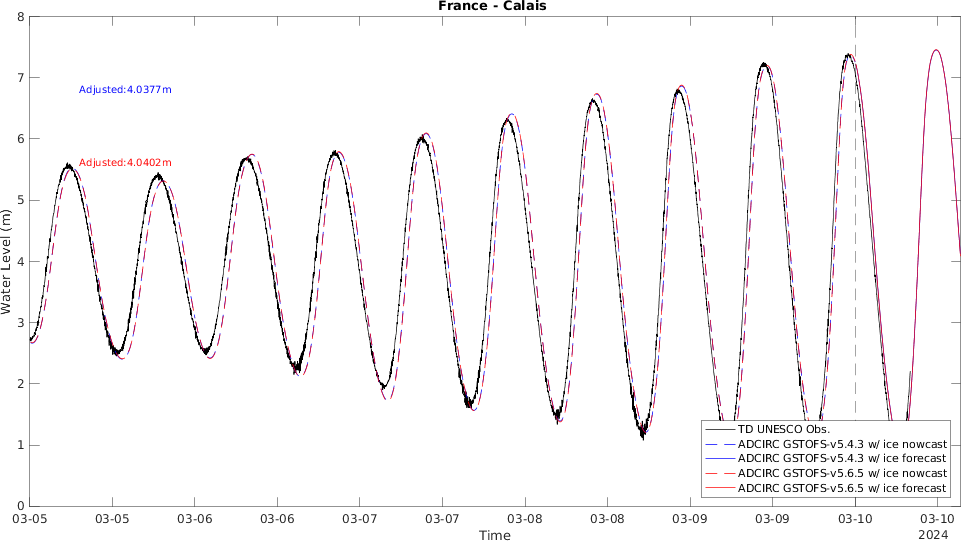 France - Calais
8
7
6
5
4
3
2
1
0
Water Level (m)
Adjusted:4.0377m
Adjusted:4.0402m
TD UNESCO Obs.
ADCIRC GSTOFS-v5.4.3 w/ ice nowcast
ADCIRC GSTOFS-v5.4.3 w/ ice forecast
ADCIRC GSTOFS-v5.6.5 w/ ice nowcast
ADCIRC GSTOFS-v5.6.5 w/ ice forecast
03-05 03-05 03-06 03-06 03-07 03-07 03-08 03-08 03-09 03-09 03-10 03-10
2024
Time